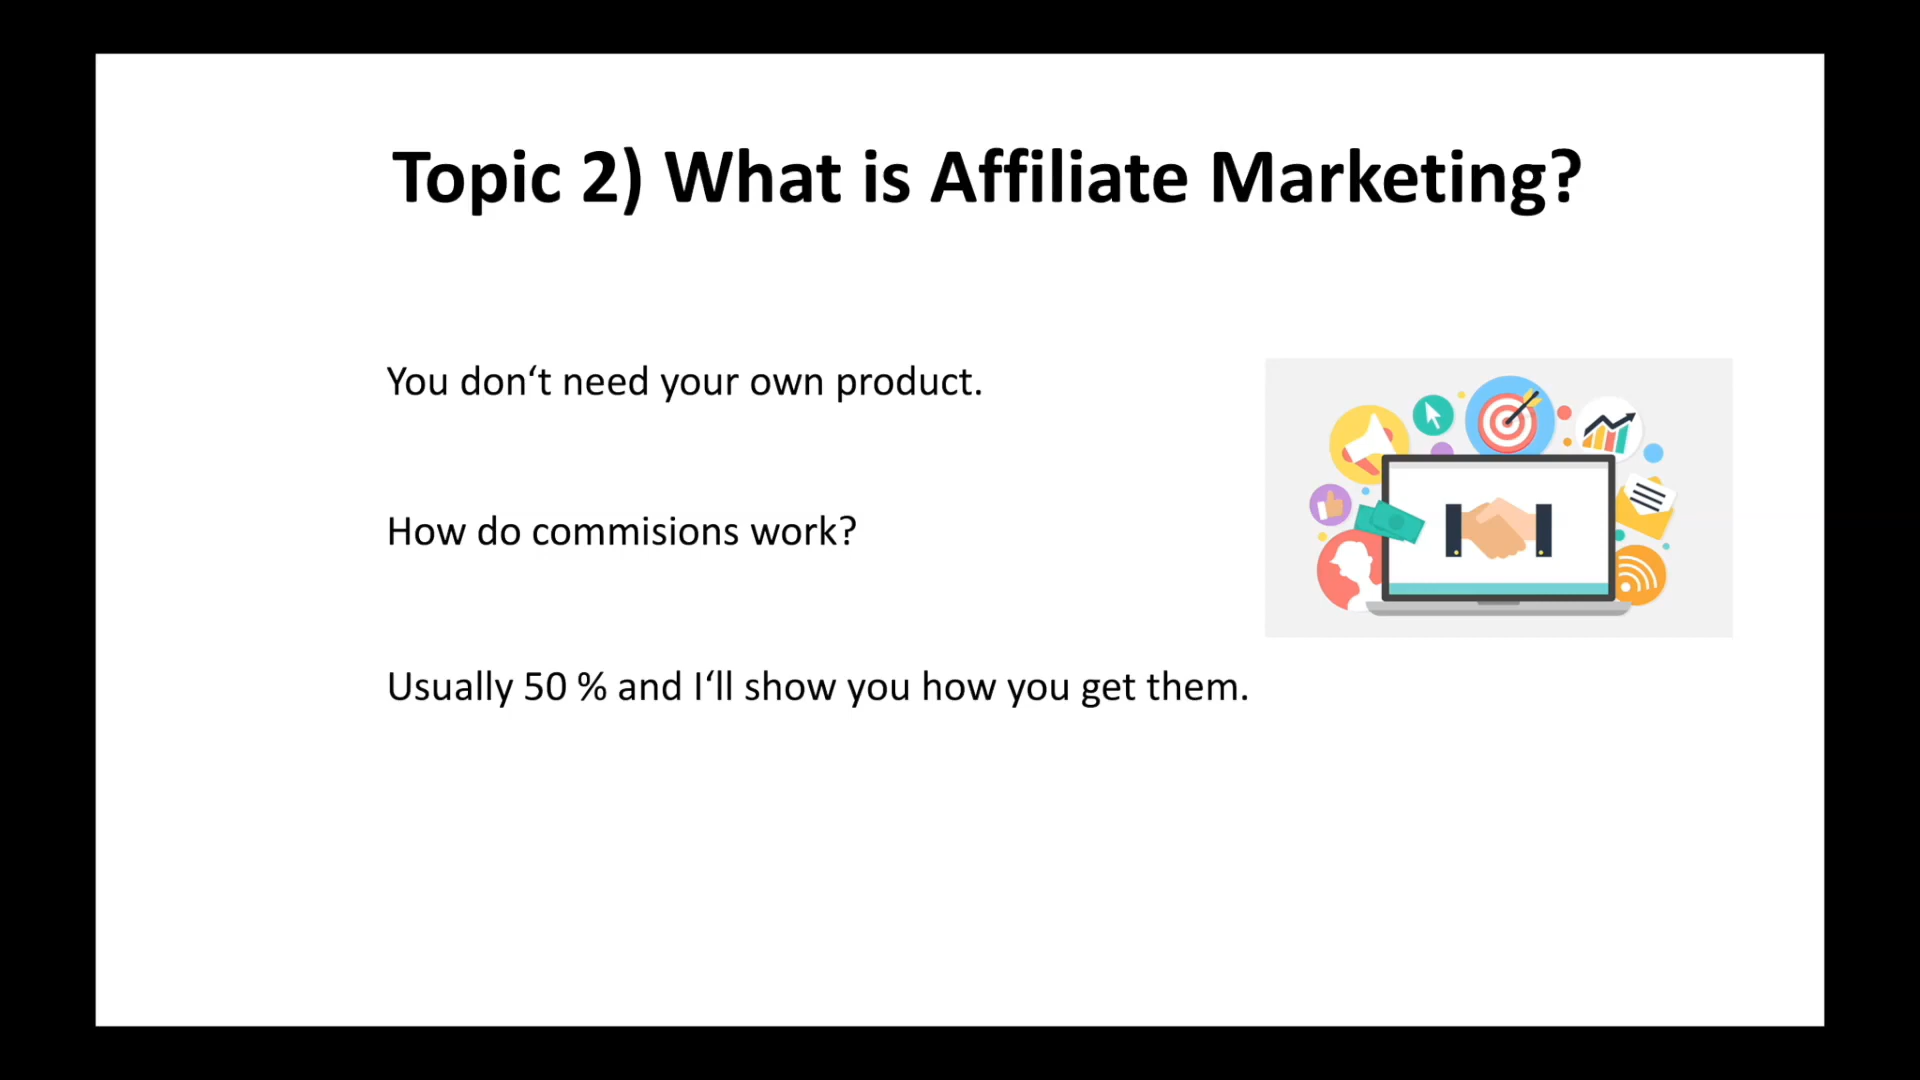 Topic 2) What is Affiliate Marketing?
You don‘t need your own product.
How do commisions work?
Usually 50 % and I‘ll show you how you get them.